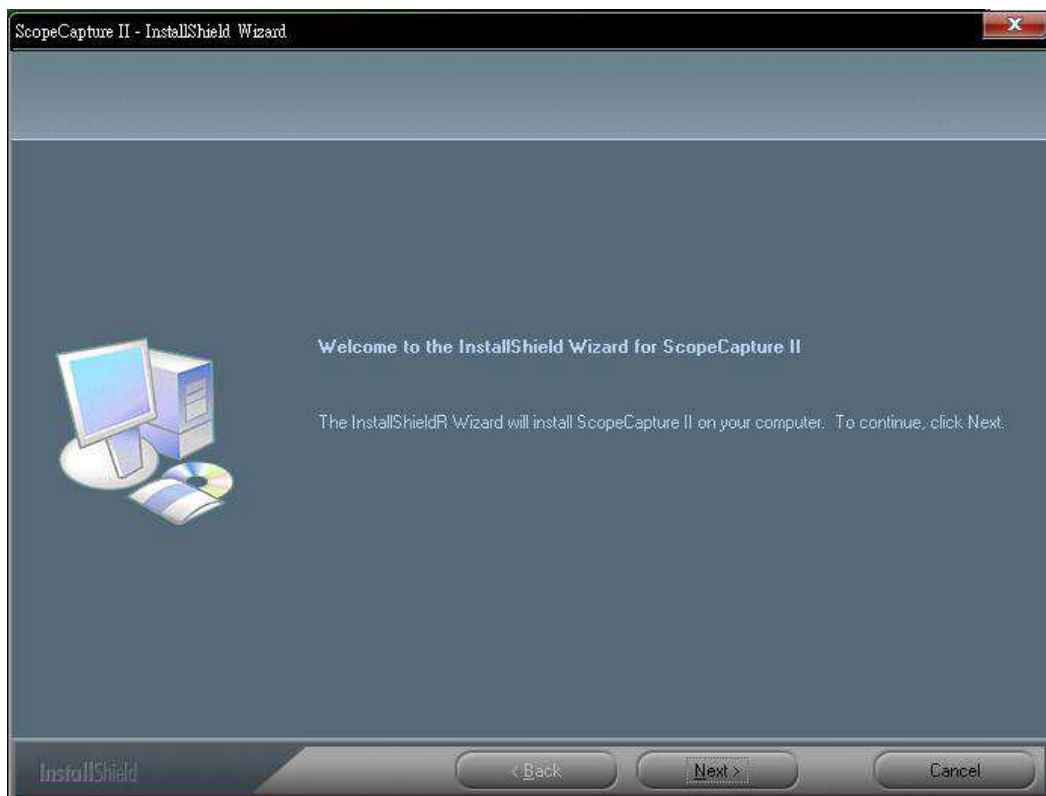 ScopeCapture II - InstallShield Wizard
X
Welcome to the InstallShield Wizard for ScopeCapture II
The InstallShieldR Wizard will install ScopeCapture II on your computer. To continue, click Next.
InstallShield
< Back
Next >
Cancel